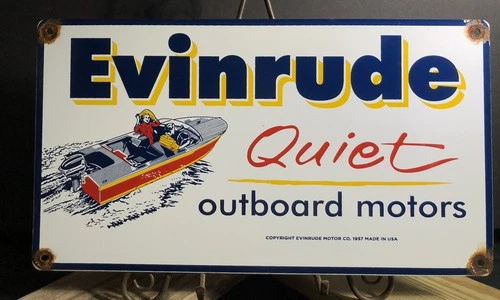 Evinrude
Quiet
outboard motors
COPYRIGHT EVINRUDE MOTOR CO. 1957 MADE IN USA